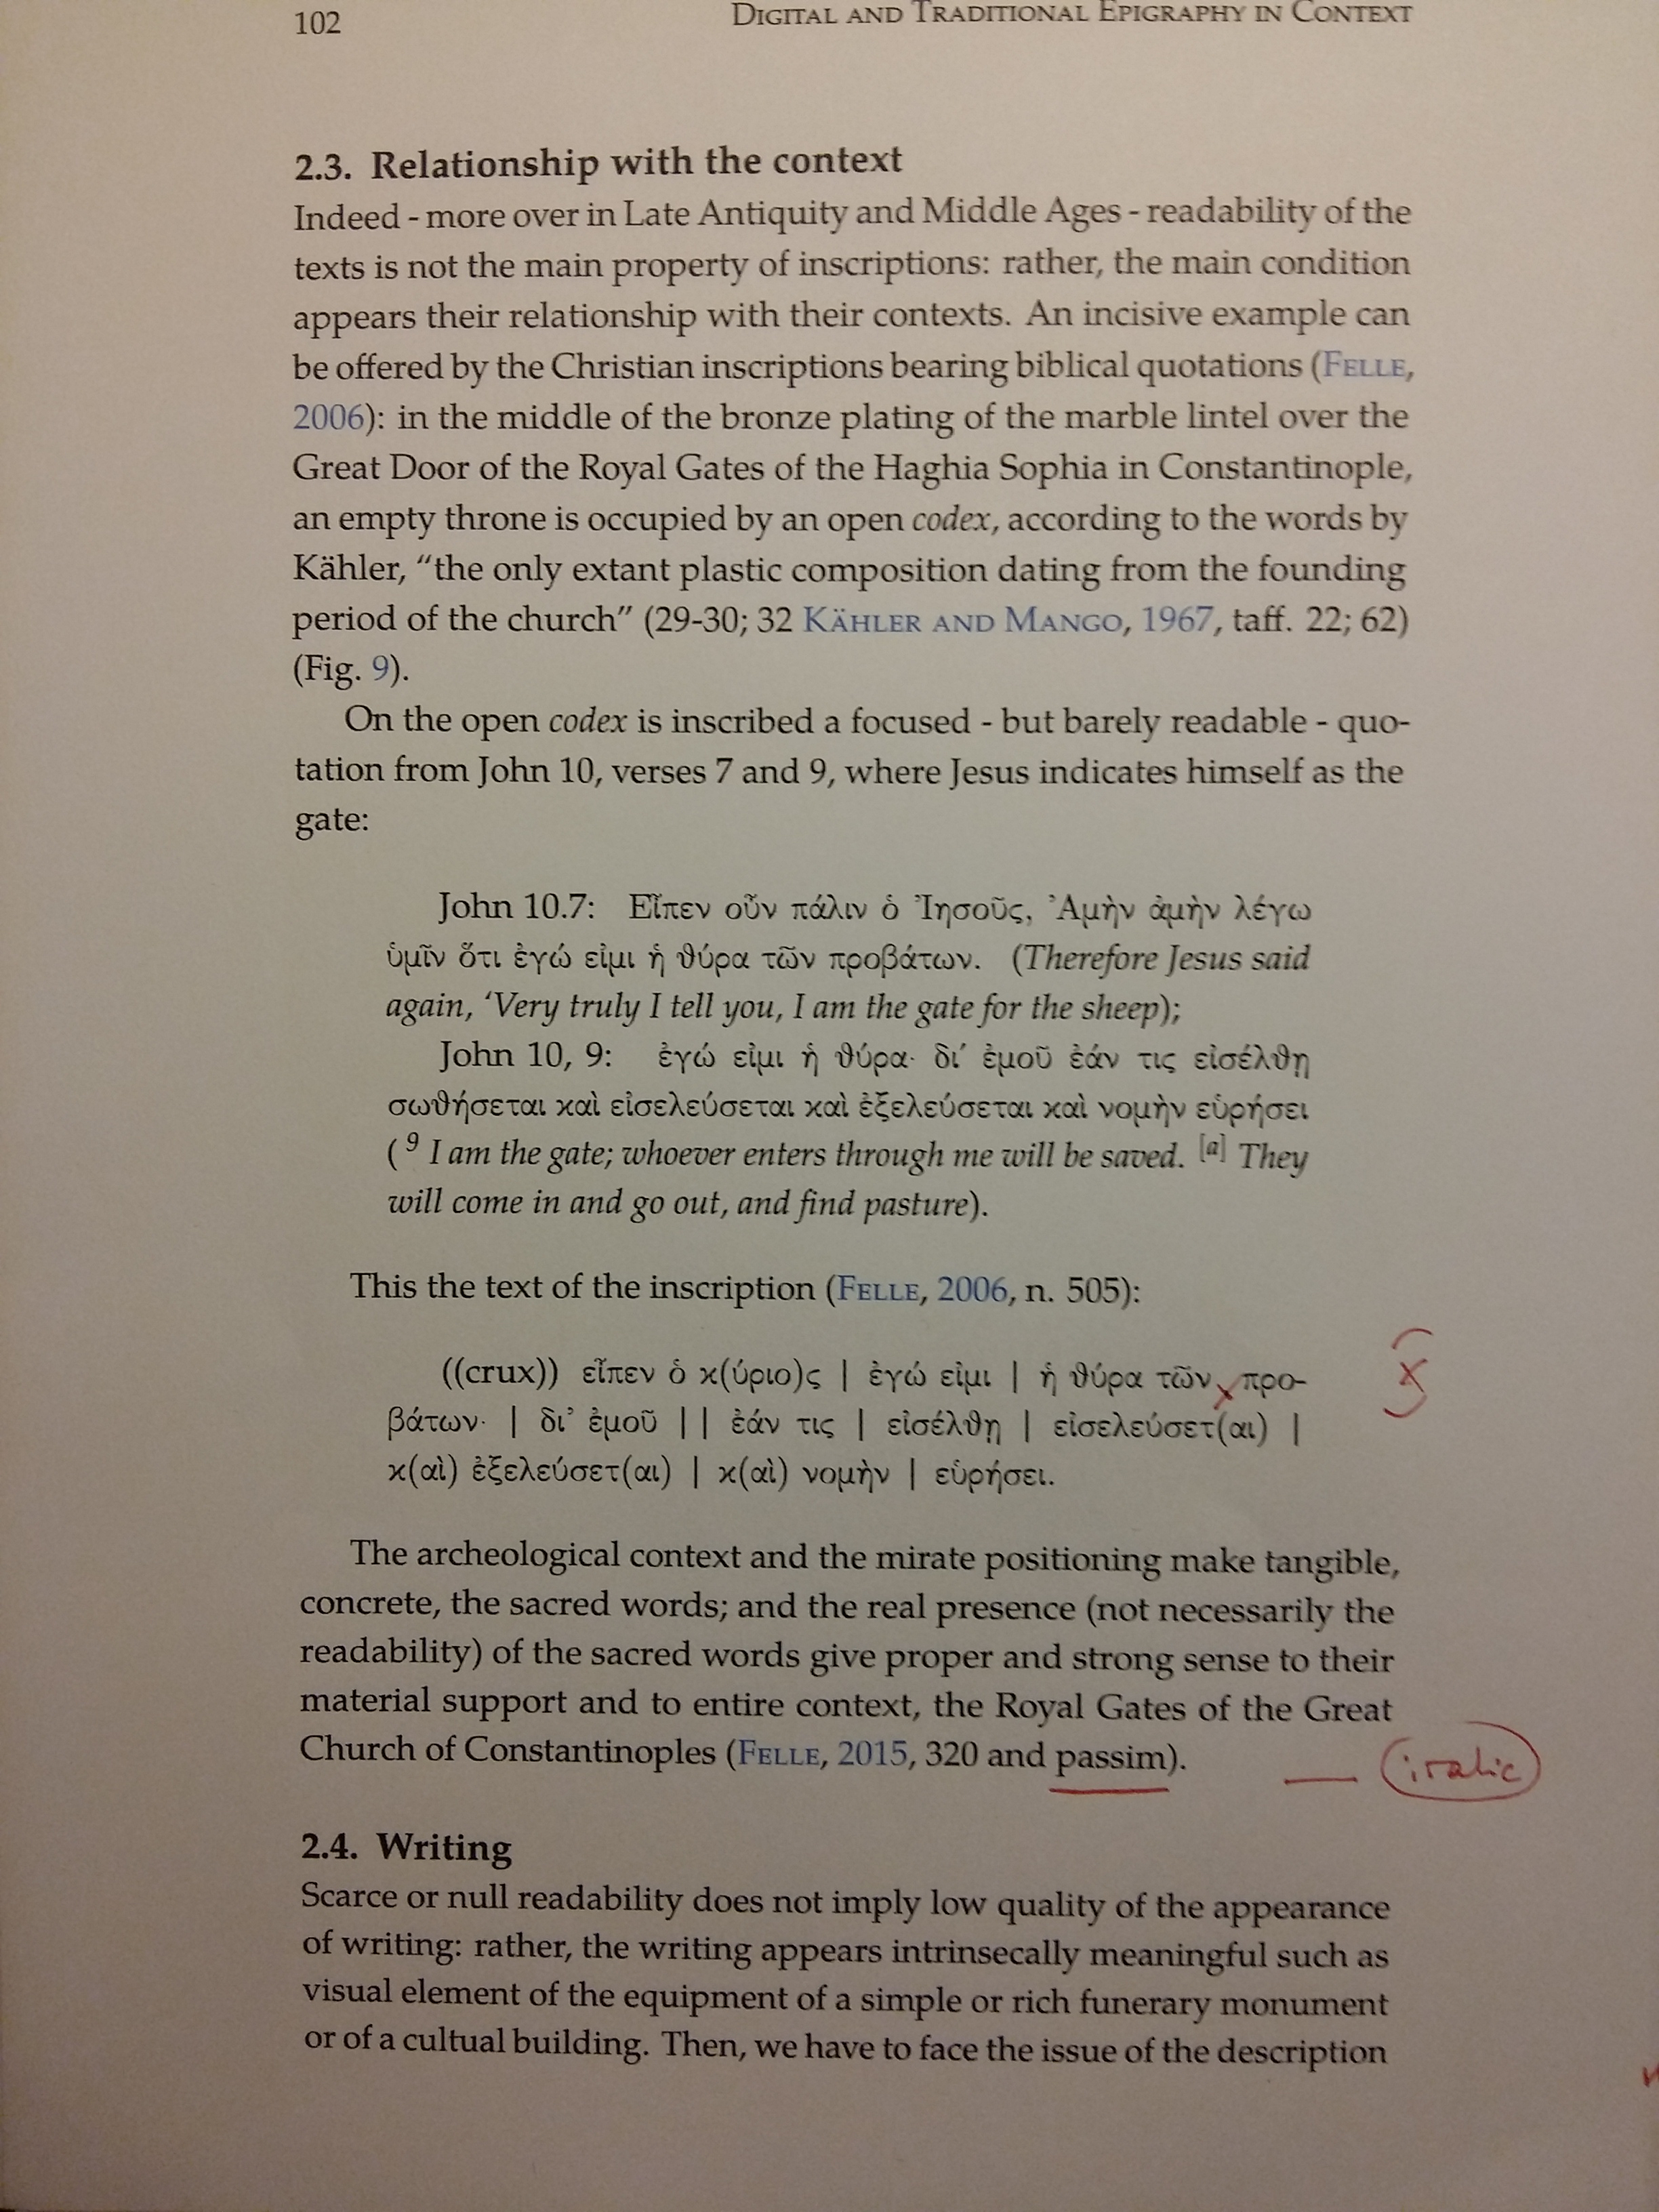 102
DIGITAL AND TRADITIONAL EPIGRAPHY IN CONTEXT
2.3. Relationship with the context
Indeed - more over in Late Antiquity and Middle Ages - readability of the
texts is not the main property of inscriptions: rather, the main condition
appears their relationship with their contexts. An incisive example can
be offered by the Christian inscriptions bearing biblical quotations (FELLE,
2006): in the middle of the bronze plating of the marble lintel over the
Great Door of the Royal Gates of the Haghia Sophia in Constantinople,
an empty throne is occupied by an open codex, according to the words by
Kähler, “the only extant plastic composition dating from the founding
period of the church” (29-30; 32 KÄHLER AND MANGO, 1967, taff. 22; 62)
(Fig. 9).
On the open codex is inscribed a focused - but barely readable - quo-
tation from John 10, verses 7 and 9, where Jesus indicates himself as the
gate:
John 10.7: Εἶπεν οὖν πάλιν ὁ Ἰησοῦς, Ἀμὴν ἀμὴν λέγω
ὑμῖν ὅτι ἐγώ εἰμι ἡ θύρα τῶν προβάτων. (Therefore Jesus said
again, ‘Very truly I tell you, I am the gate for the sheep);
John 10, 9: ἐγώ εἰμι ἡ θύρα· δι’ ἐμοῦ ἐάν τις εἰσέλθῃ
σωθήσεται καὶ εἰσελεύσεται καὶ ἐξελεύσεται καὶ νομὴν εὑρήσει
( 9 I am the gate; whoever enters through me will be saved. [a] They
will come in and go out, and find pasture).
This the text of the inscription (FELLE, 2006, n. 505):
((crux)) εἶπεν ὁ κ(ύριο)ς | ἐγώ εἰμι | ἡ θύρα τῶν προ-
βάτων· | δι’ ἐμοῦ || ἐάν τις | εἰσέλθῃ | εἰσελεύσετ(αι) |
κ(αὶ) ἐξελεύσετ(αι) | κ(αὶ) νομὴν | εὑρήσει.
The archeological context and the mirate positioning make tangible,
concrete, the sacred words; and the real presence (not necessarily the
readability) of the sacred words give proper and strong sense to their
material support and to entire context, the Royal Gates of the Great
Church of Constantinoples (FELLE, 2015, 320 and passim).
italic
2.4. Writing
Scarce or null readability does not imply low quality of the appearance
of writing: rather, the writing appears intrinsecally meaningful such as
visual element of the equipment of a simple or rich funerary monument
or of a cultual building. Then, we have to face the issue of the description